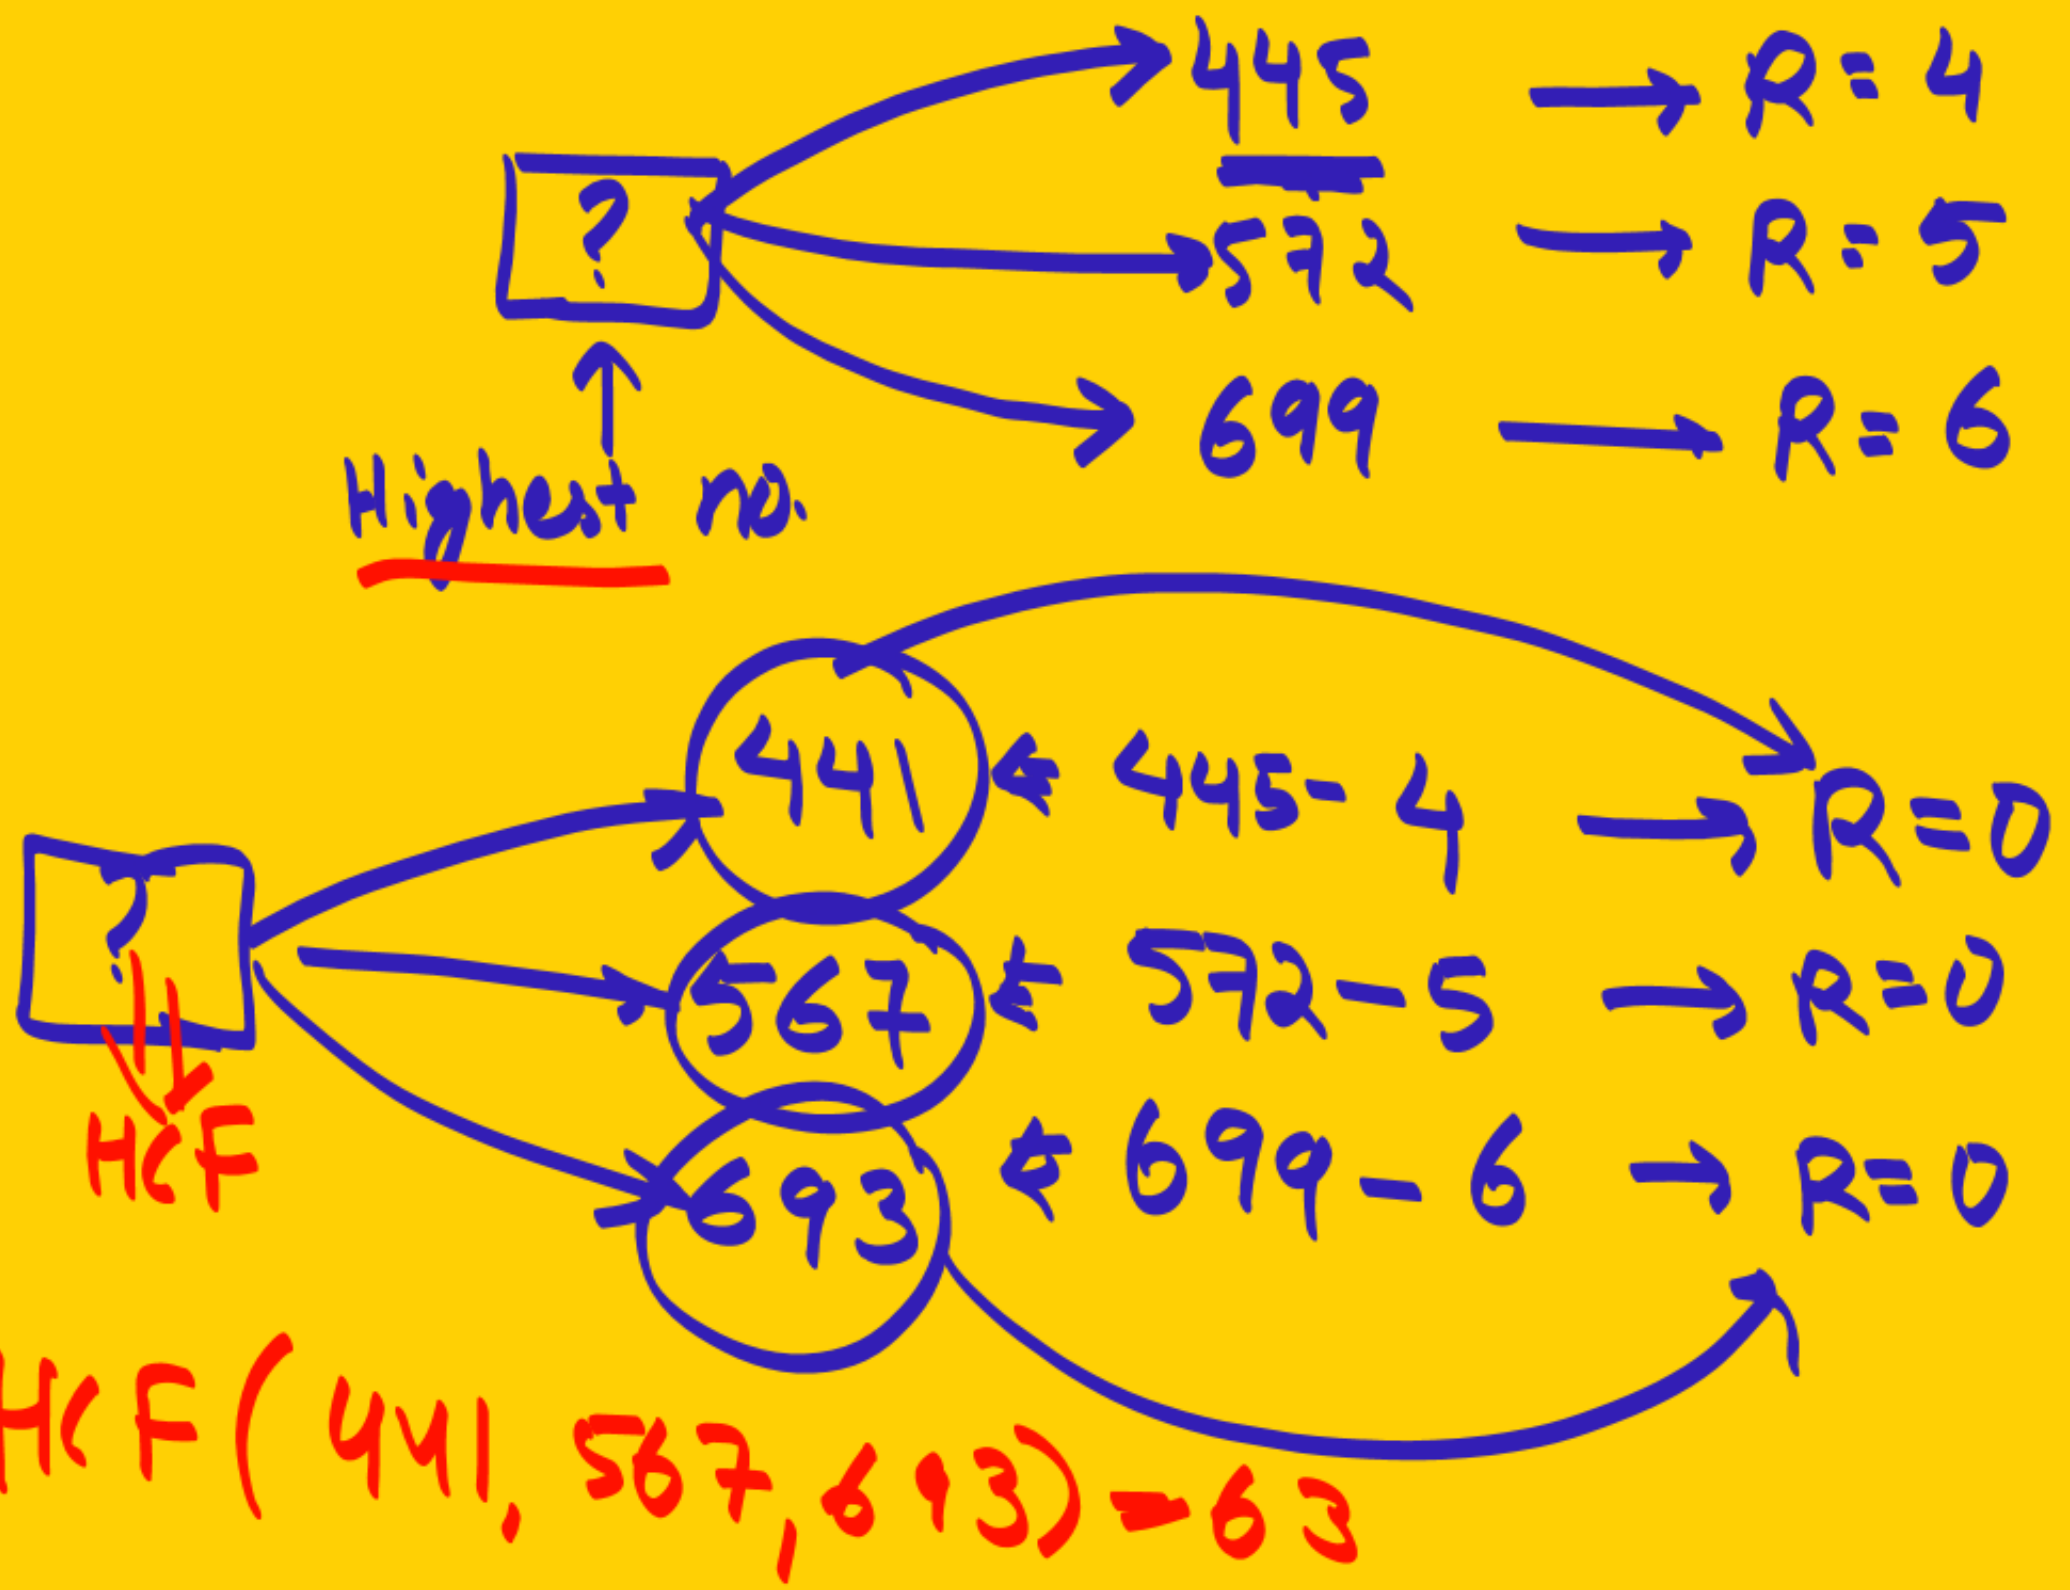 445 → R = 4
? 572 → R = 5
699 → R = 6
Highest no.
441 ← 445 - 4 → R = 0
? 567 ← 572 - 5 → R = 0
HCF
693 ← 699 - 6 → R = 0
HCF (441, 567, 693) = 63